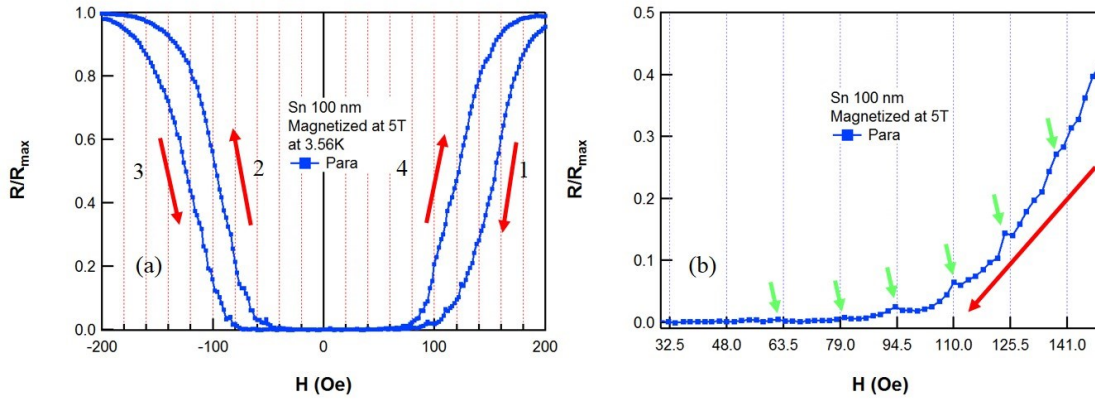 R/Rmax
1.0
0.8
0.6
0.4
0.2
0.0
-200
-100
0
100
200
H (Oe)
Sn 100 nm
Magnetized at 5T
at 3.56K
Para
3
2
4
1
(a)
R/Rmax
0.5
0.4
0.3
0.2
0.1
0.0
32.5
48.0
63.5
79.0
94.5
110.0
125.5
141.0
H (Oe)
Sn 100 nm
Magnetized at 5T
Para
(b)